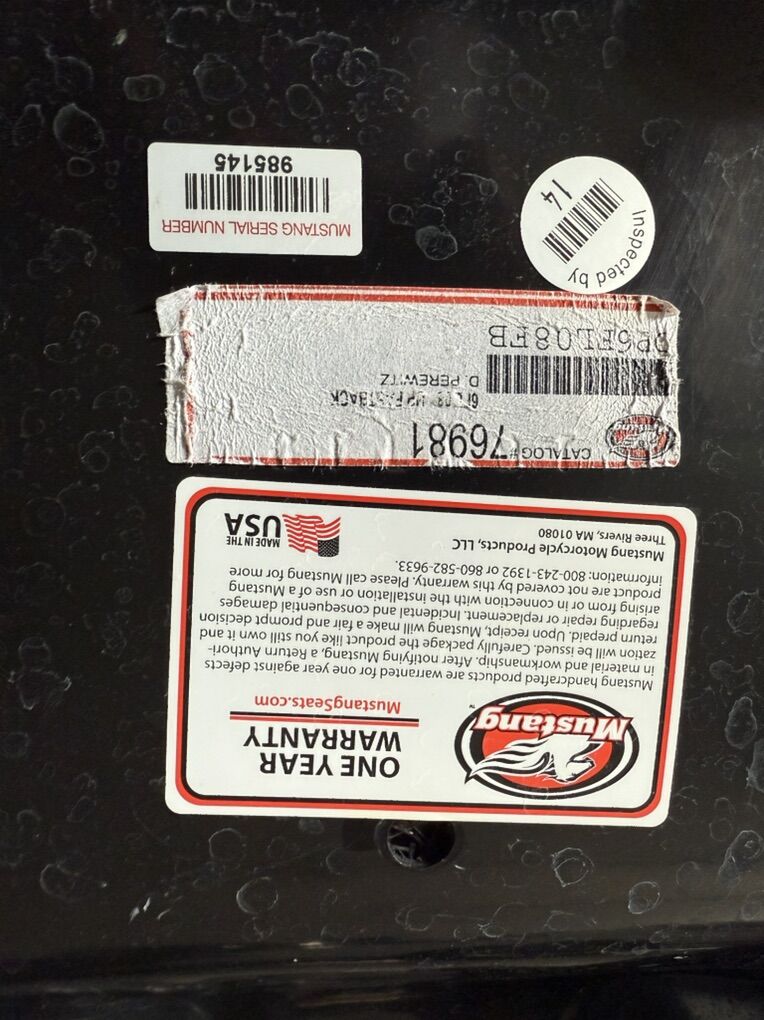 Mustang
ONE YEAR
WARRANTY
MustangSeats.com
Mustang handcrafted products are warranted for one year against defects
in material and workmanship. After notifying Mustang, a Return Authori-
zation will be issued. Carefully package the product like you still own it and
return prepaid. Upon receipt, Mustang will make a fair and prompt decision
regarding repair or replacement. Incidental and consequential damages
arising from or in connection with the installation or use of a Mustang
product are not covered by this warranty. Please call Mustang for more
information: 800-243-1392 or 860-582-9633.
Mustang Motorcycle Products, LLC
Three Rivers, MA 01080
MADE IN THE
USA
Mustang
CATALOG# 76981
FASTBACK
D. PEREWITZ
P6FL08FB
Inspected by
14
MUSTANG SERIAL NUMBER
985145